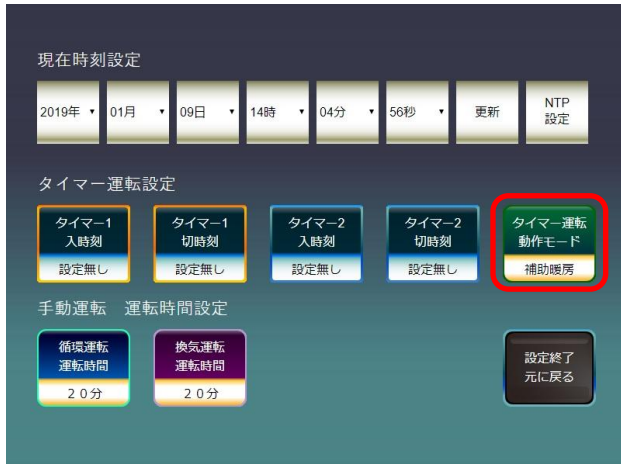 現在時刻設定
2019年 01月 09日 14時 04分 56秒 更新 NTP
設定
タイマー運転設定
タイマー1
入時刻
設定無し
タイマー1
切時刻
設定無し
タイマー2
入時刻
設定無し
タイマー2
切時刻
設定無し
タイマー運転
動作モード
補助暖房
手動運転　運転時間設定
循環運転
運転時間
２０分
換気運転
運転時間
２０分
設定終了
元に戻る